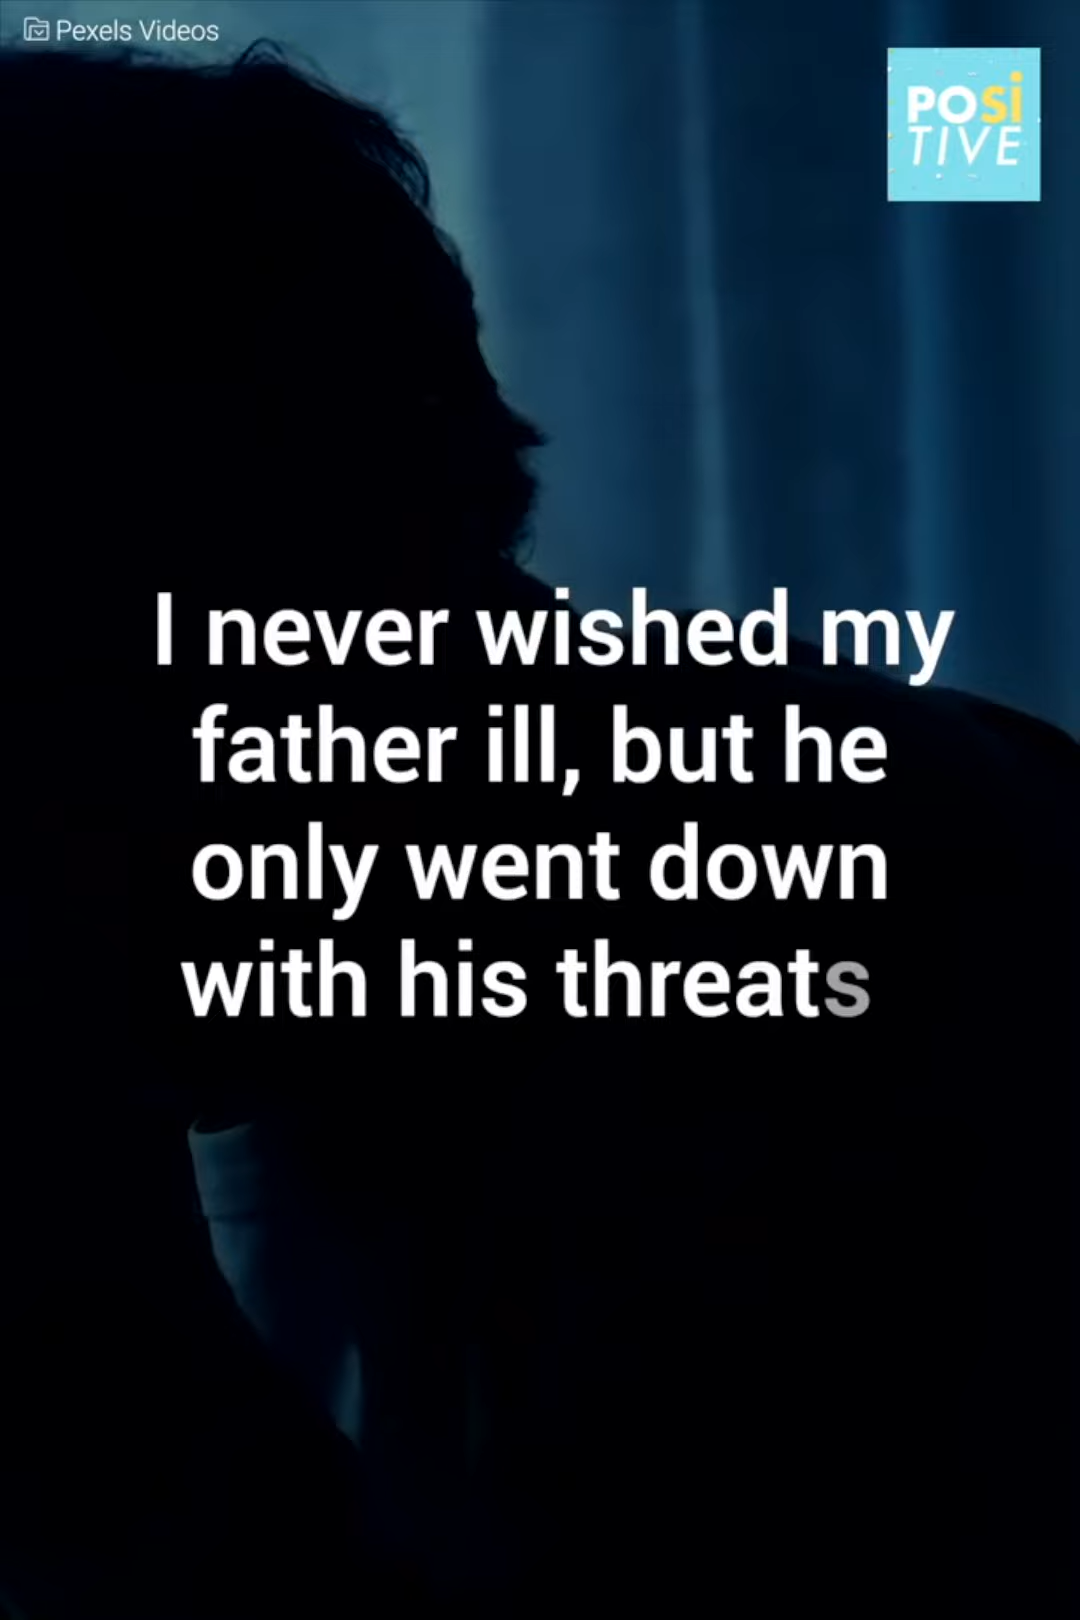 Pexels Videos
POSi
TIVE
I never wished my
father ill, but he
only went down
with his threats